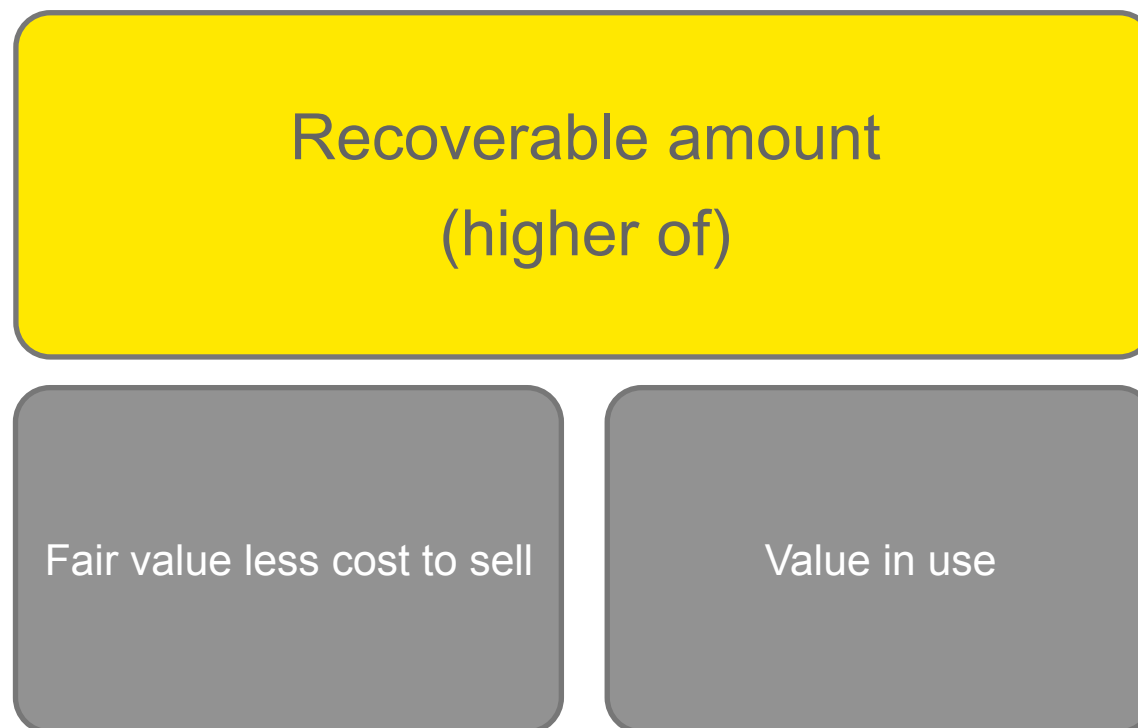 Recoverable amount
(higher of)
Fair value less cost to sell
Value in use